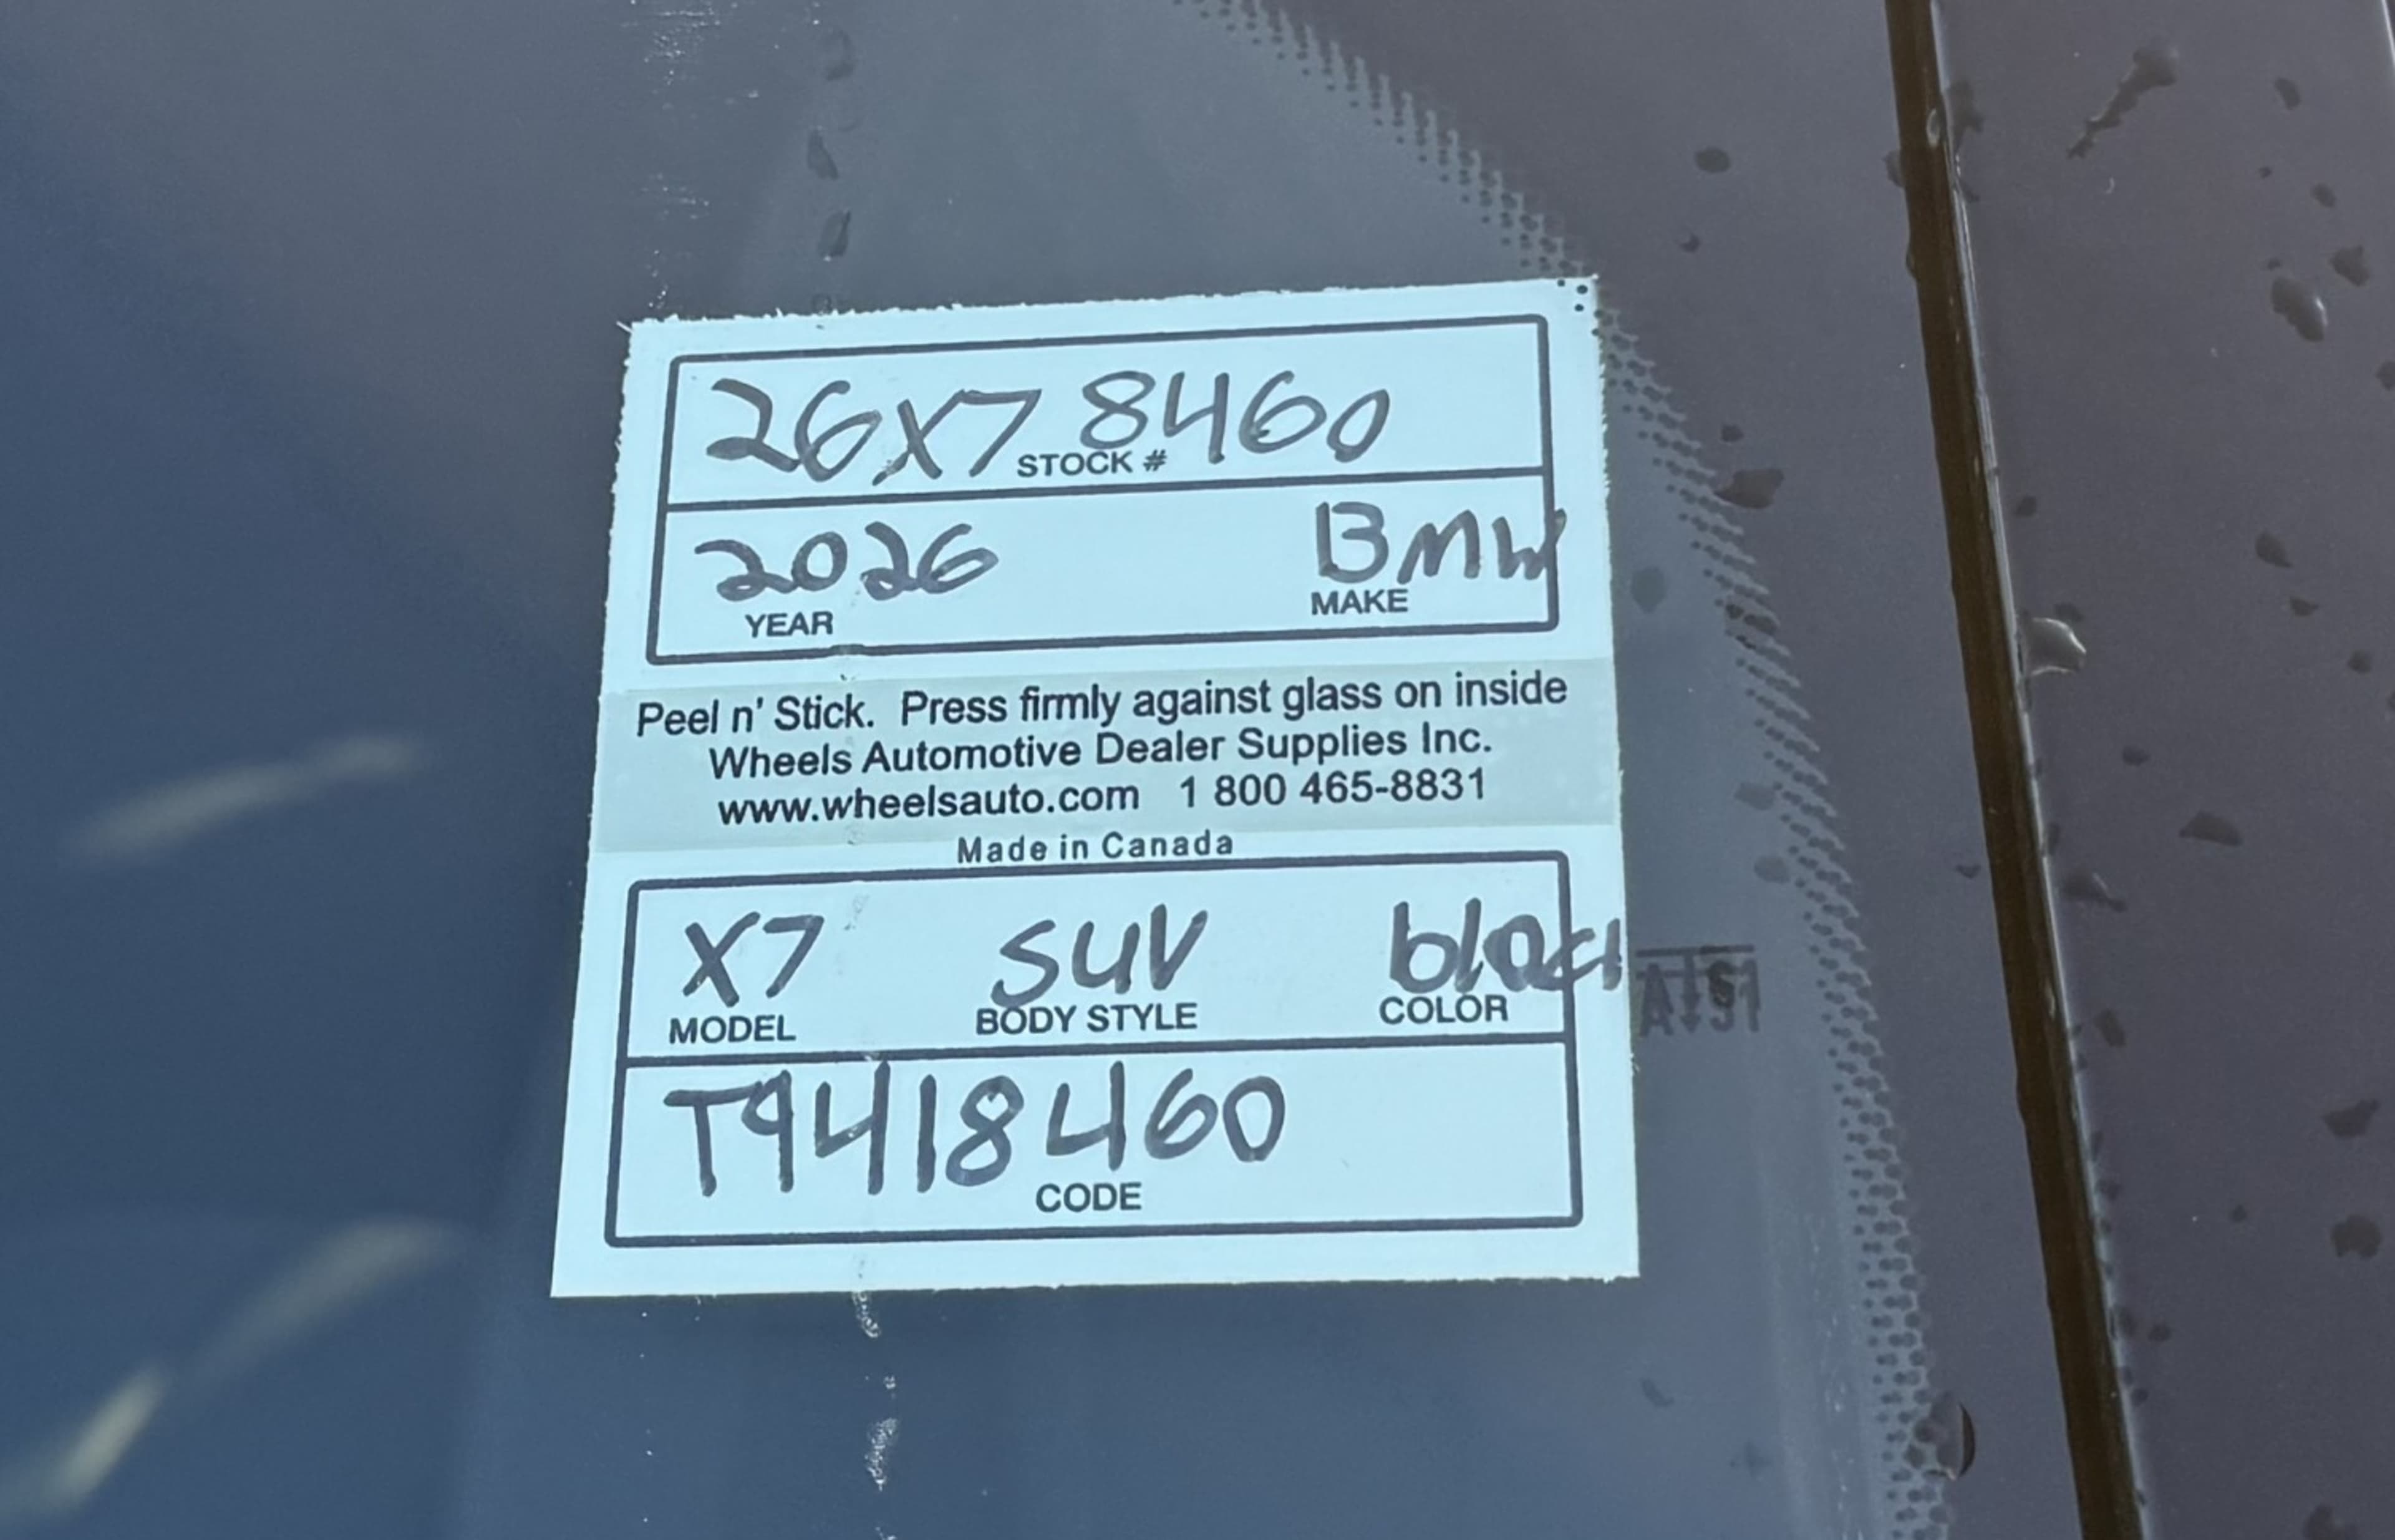 26X7 8460
STOCK #
2026 BMW
YEAR MAKE
Peel n' Stick. Press firmly against glass on inside
Wheels Automotive Dealer Supplies Inc.
www.wheelsauto.com 1 800 465-8831
Made in Canada
X7 SUV black
MODEL BODY STYLE COLOR
T9418460
CODE